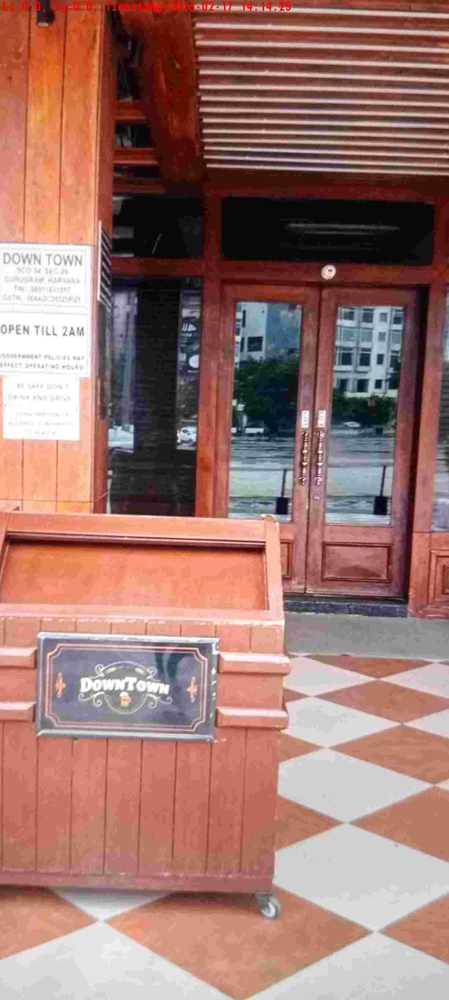 Lt:0.0, Lg:0.0, Timestamp:2026-02-17 14:14:25
DOWN TOWN
SCO-34 SEC-29
GURUGRAM HARYANA
TIN
GSTIN
OPEN TILL 2AM
GOVERNMENT POLICIES MAY
EFFECT OPERATING HOURS
BE SAFE DON'T
DRINK AND DRIVE
CONSUMPTION OF
ALCOHOL IS INJURIOUS
TO HEALTH
DOWNTOWN